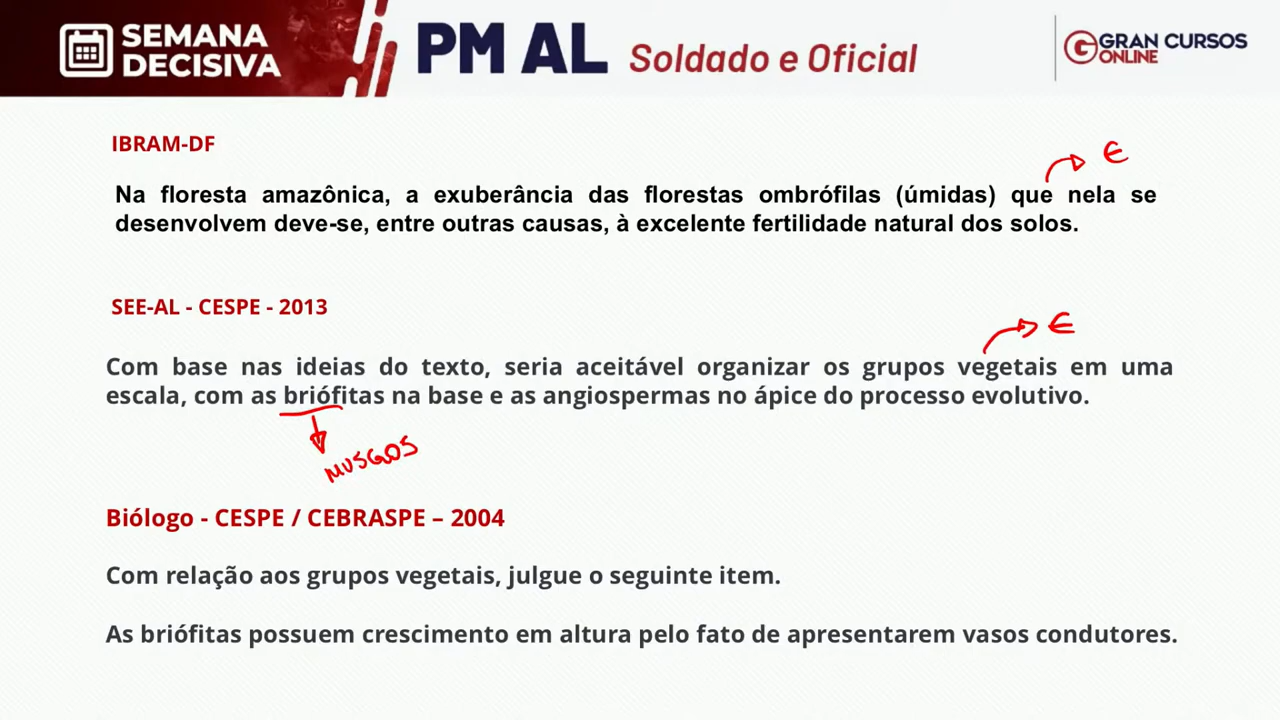 SEMANA
DECISIVA
PM AL Soldado e Oficial
GRAN CURSOS
ONLINE
IBRAM-DF
E
Na floresta amazônica, a exuberância das florestas ombrófilas (úmidas) que nela se
desenvolvem deve-se, entre outras causas, à excelente fertilidade natural dos solos.
SEE-AL - CESPE - 2013
E
Com base nas ideias do texto, seria aceitável organizar os grupos vegetais em uma
escala, com as briófitas na base e as angiospermas no ápice do processo evolutivo.
MUSGOS
Biólogo - CESPE / CEBRASPE – 2004
Com relação aos grupos vegetais, julgue o seguinte item.
As briófitas possuem crescimento em altura pelo fato de apresentarem vasos condutores.